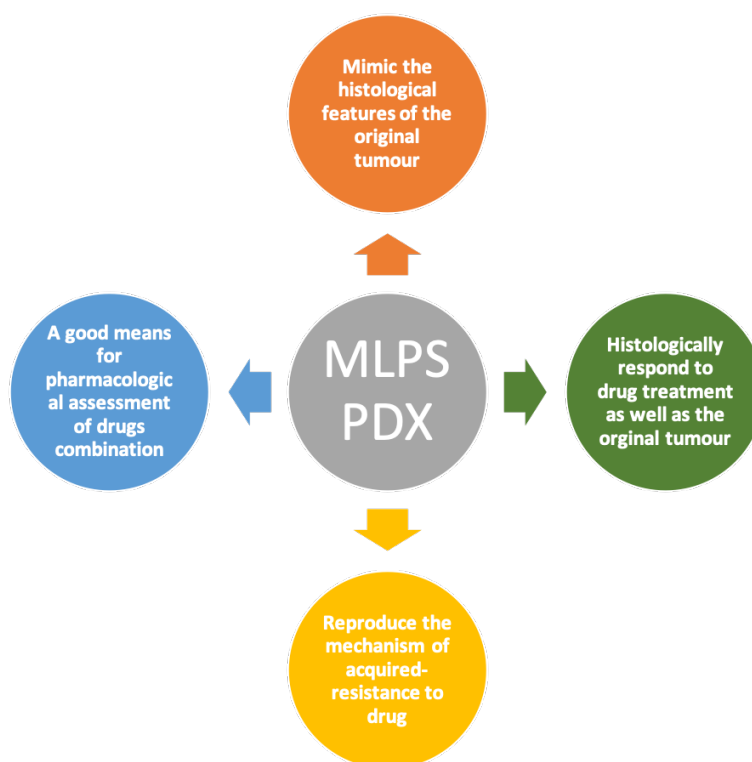 Mimic the
histological
features of the
original
tumour
A good means
for
pharmacologic
al assessment
of drugs
combination
MLPS
PDX
Histologically
respond to
drug treatment
as well as the
orginal tumour
Reproduce the
mechanism of
acquired-
resistance to
drug